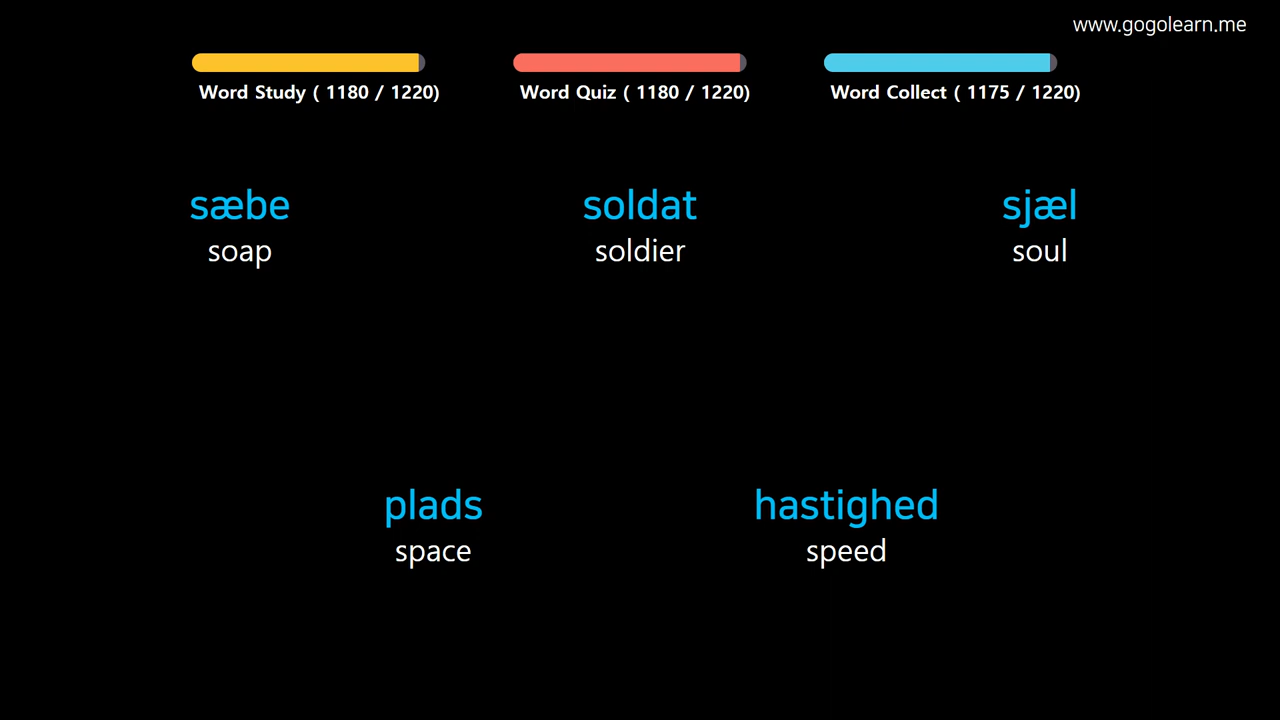 www.gogolearn.me
Word Study ( 1180 / 1220)
Word Quiz ( 1180 / 1220)
Word Collect ( 1175 / 1220)
sæbe
soap
soldat
soldier
sjæl
soul
plads
space
hastighed
speed